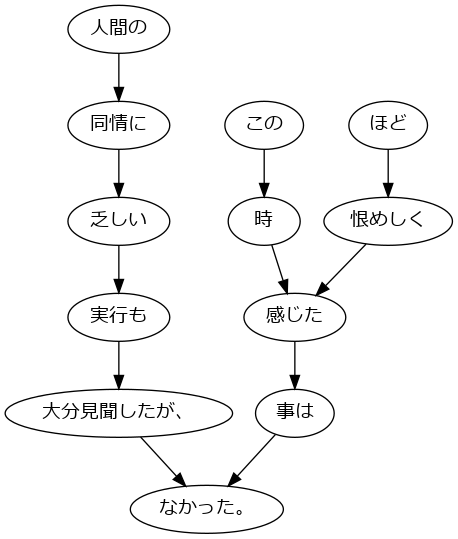 人間の
同情に
この
ほど
乏しい
時
恨めしく
実行も
感じた
大分見聞したが、
事は
なかった。